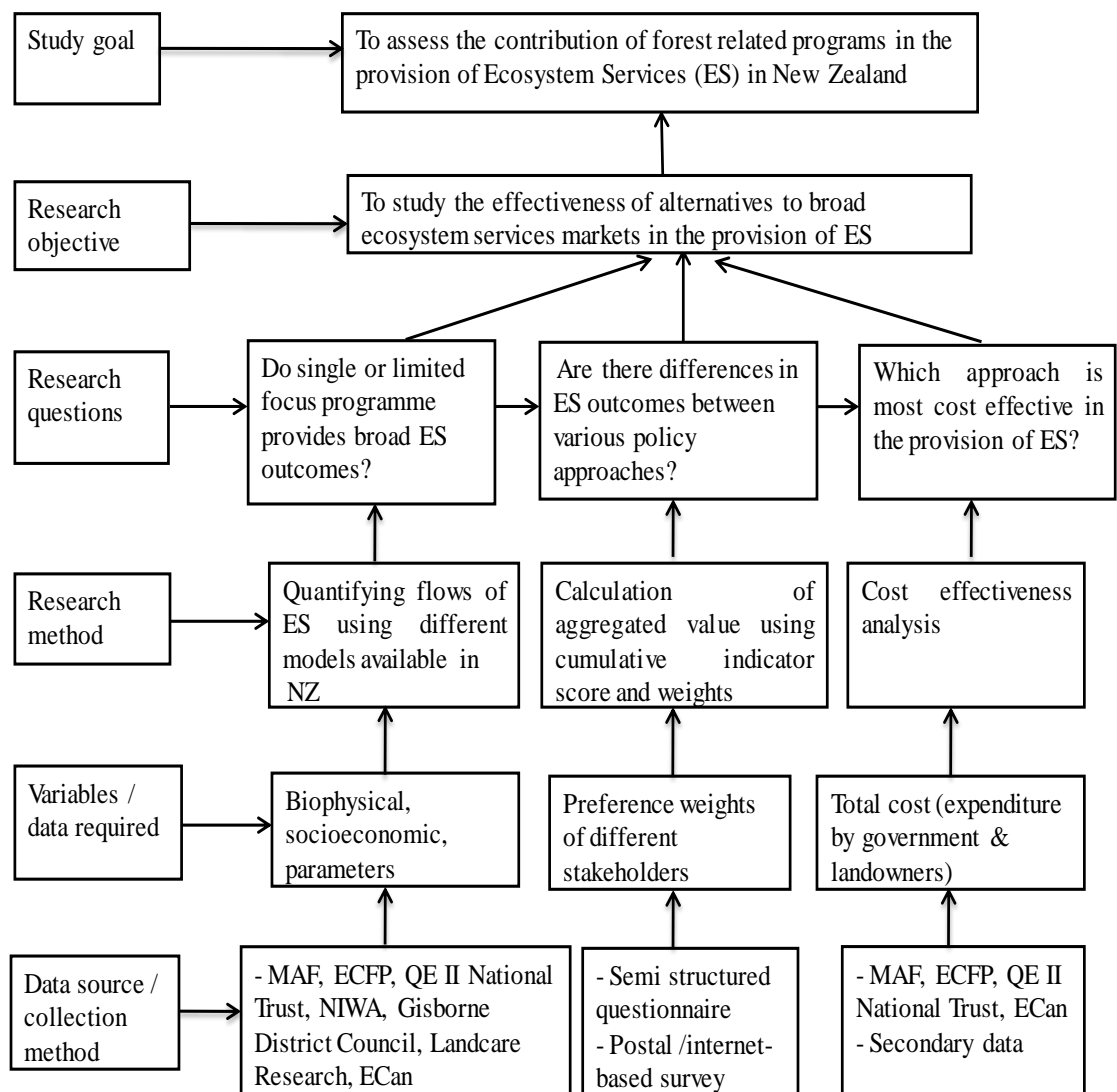 Study goal
To assess the contribution of forest related programs in the
provision of Ecosystem Services (ES) in New Zealand
Research
objective
To study the effectiveness of alternatives to broad
ecosystem services markets in the provision of ES
Research
questions
Do single or limited
focus programme
provides broad ES
outcomes?
Are there differences in
ES outcomes between
various policy
approaches?
Which approach is
most cost effective in
the provision of ES?
Research
method
Quantifying flows of
ES using different
models available in
NZ
Calculation of
aggregated value using
cumulative indicator
score and weights
Cost effectiveness
analysis
Variables /
data required
Biophysical,
socioeconomic,
parameters
Preference weights
of different
stakeholders
Total cost (expenditure
by government &
landowners)
Data source /
collection
method
- MAF, ECFP, QE II National
Trust, NIWA, Gisborne
District Council, Landcare
Research, ECan
- Semi structured
questionnaire
- Postal /internet-
based survey
- MAF, ECFP, QE II
National Trust, ECan
- Secondary data